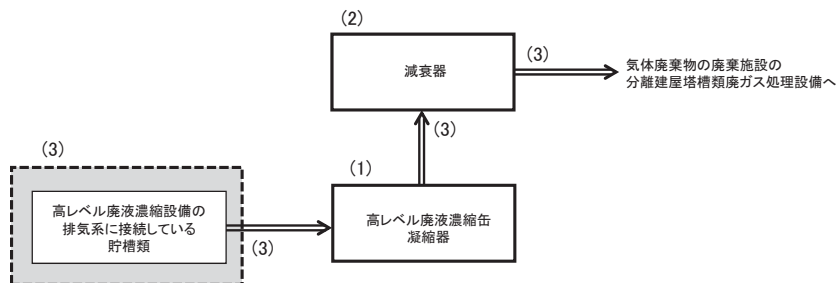 (2)
減衰器
(3)
気体廃棄物の廃棄施設の
分離建屋塔槽類廃ガス処理設備へ
(3)
(3)
(1)
高レベル廃液濃縮設備の
排気系に接続している
貯槽類
(3)
高レベル廃液濃縮缶
凝縮器